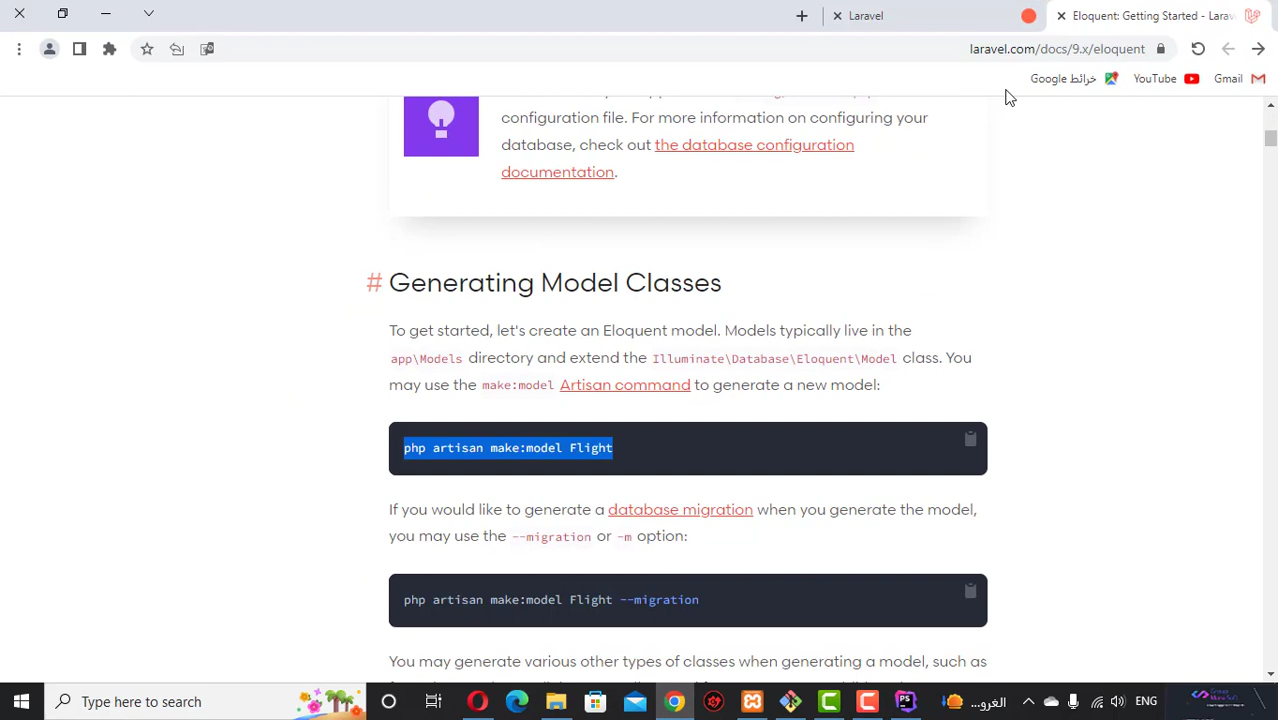 Laravel
Eloquent: Getting Started - Larav
laravel.com/docs/9.x/eloquent
خرائط Google
YouTube
Gmail
configuration file. For more information on configuring your
database, check out the database configuration
documentation.
# Generating Model Classes
To get started, let's create an Eloquent model. Models typically live in the
app\Models directory and extend the Illuminate\Database\Eloquent\Model class. You
may use the make:model Artisan command to generate a new model:
php artisan make:model Flight
If you would like to generate a database migration when you generate the model,
you may use the --migration or -m option:
php artisan make:model Flight --migration
You may generate various other types of classes when generating a model, such as
Type here to search
الغرو...
ENG